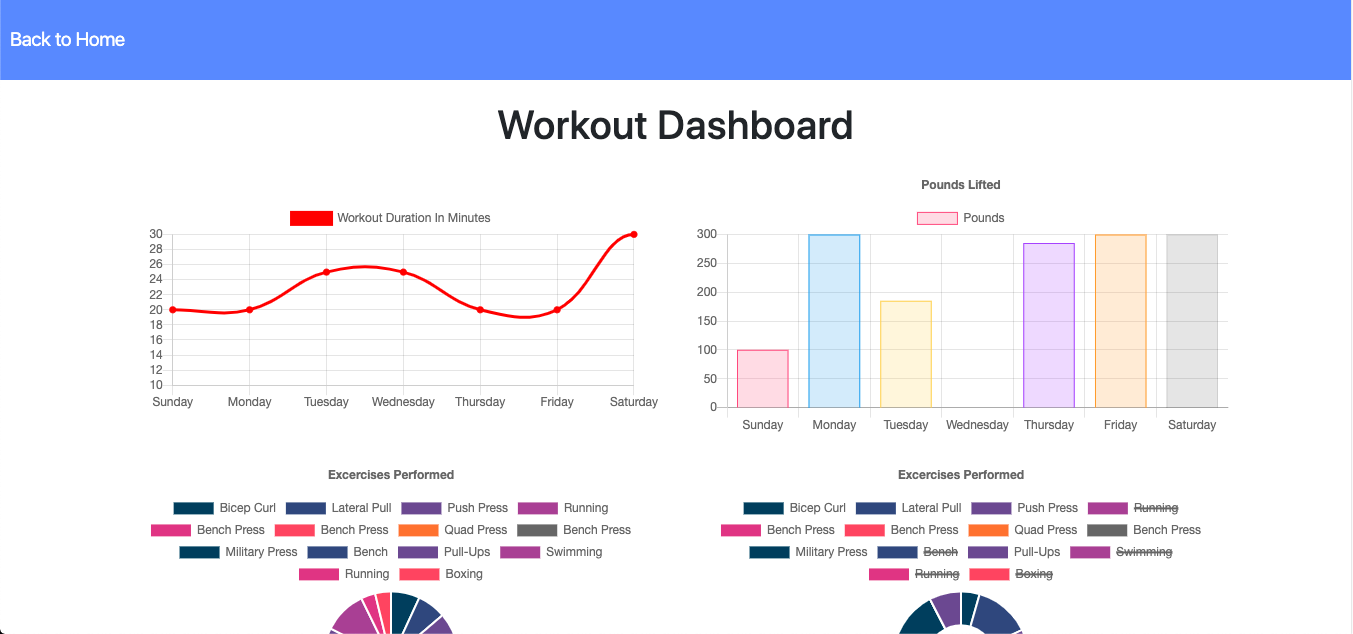 Back to Home
Workout Dashboard
Workout Duration In Minutes
30
28
26
24
22
20
18
16
14
12
10
Sunday Monday Tuesday Wednesday Thursday Friday Saturday
Pounds Lifted
Pounds
300
250
200
150
100
50
0
Sunday Monday Tuesday Wednesday Thursday Friday Saturday
Excercises Performed
Bicep Curl Lateral Pull Push Press Running
Bench Press Bench Press Quad Press Bench Press
Military Press Bench Pull-Ups Swimming
Running Boxing
Excercises Performed
Bicep Curl Lateral Pull Push Press Running
Bench Press Bench Press Quad Press Bench Press
Military Press Bench Pull-Ups Swimming
Running Boxing